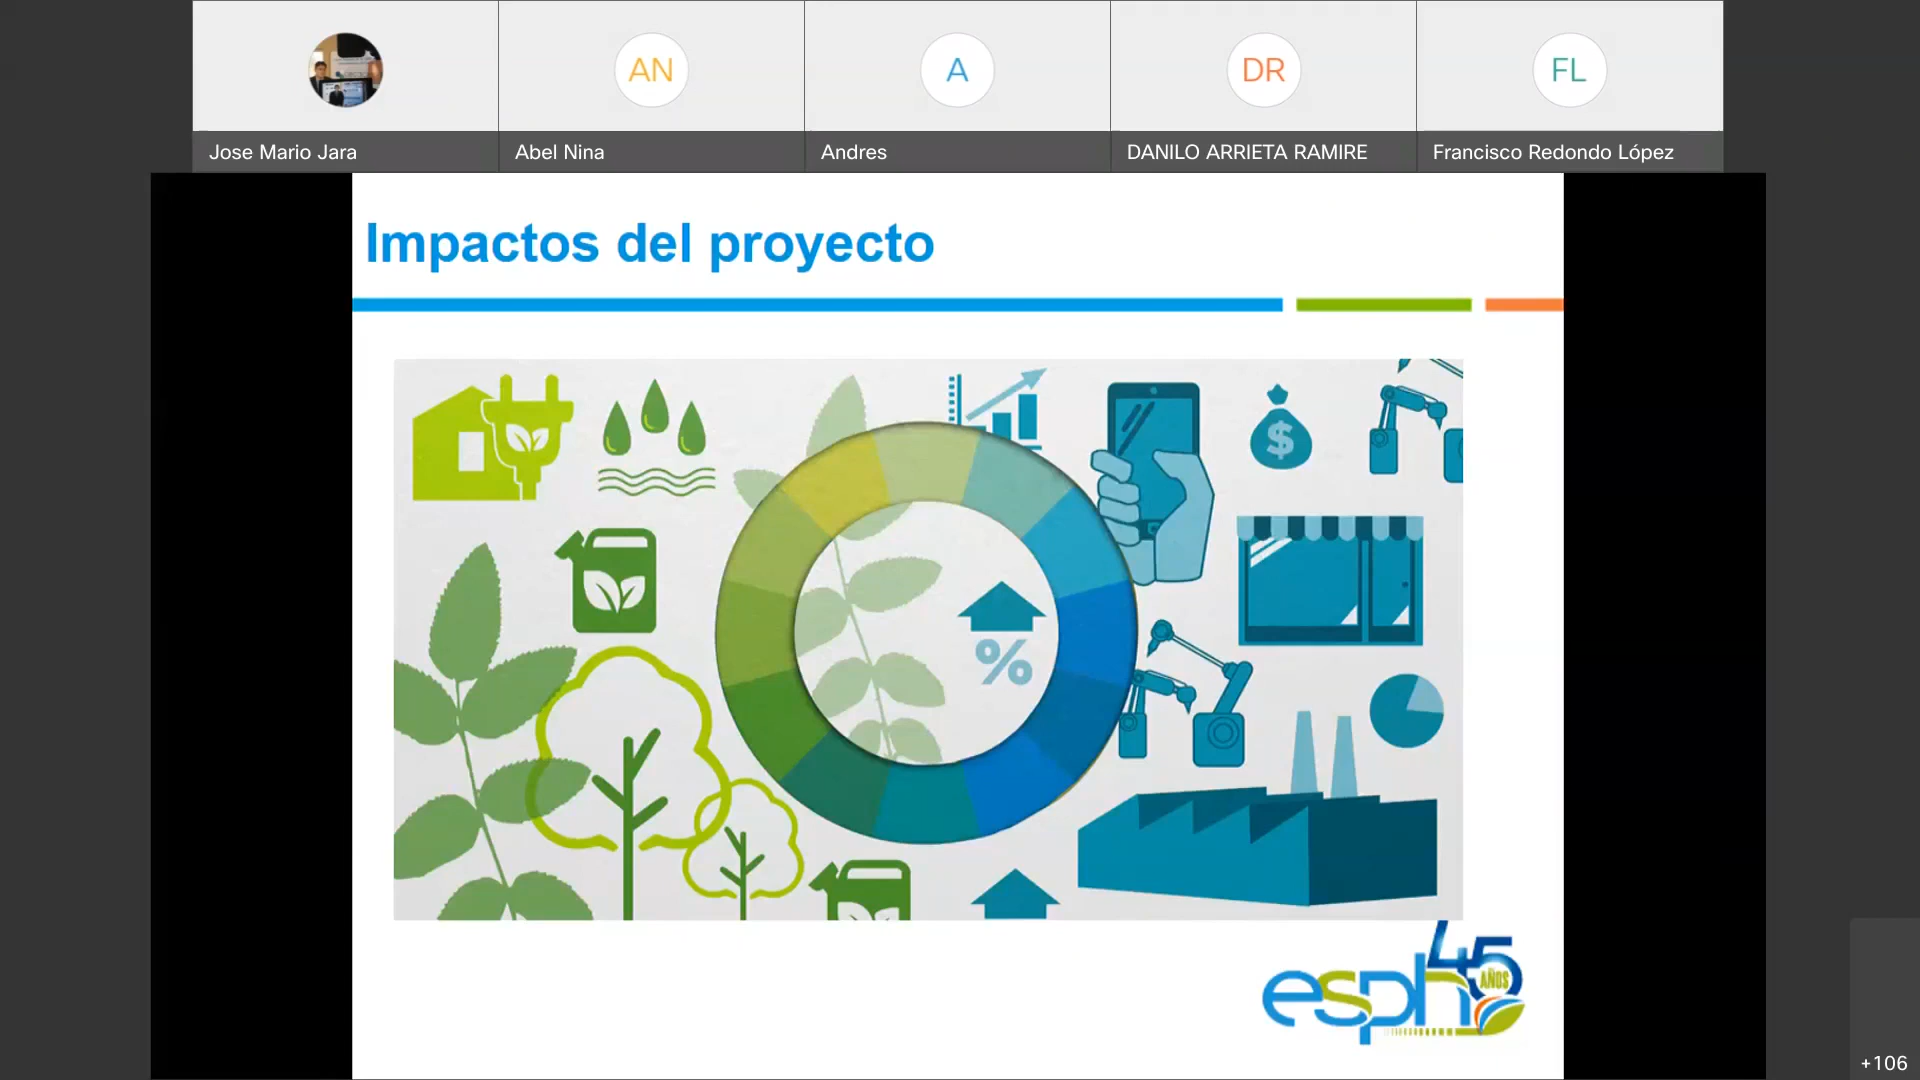 AN
A
DR
FL
Jose Mario Jara
Abel Nina
Andres
DANILO ARRIETA RAMIRE
Francisco Redondo López
Impactos del proyecto
$
%
45
AÑOS
esph
+106